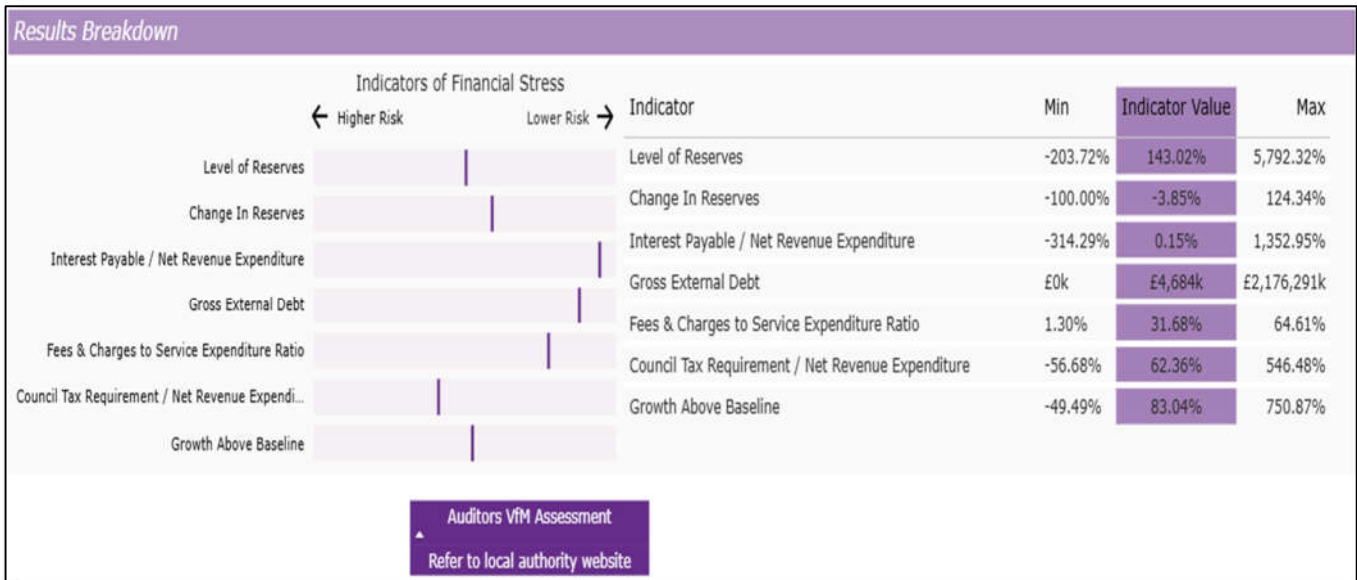 Results Breakdown
Indicators of Financial Stress
← Higher Risk Lower Risk →
Level of Reserves
Change In Reserves
Interest Payable / Net Revenue Expenditure
Gross External Debt
Fees & Charges to Service Expenditure Ratio
Council Tax Requirement / Net Revenue Expendi...
Growth Above Baseline
Indicator Min Indicator Value Max
Level of Reserves -203.72% 143.02% 5,792.32%
Change In Reserves -100.00% -3.85% 124.34%
Interest Payable / Net Revenue Expenditure -314.29% 0.15% 1,352.95%
Gross External Debt £0k £4,684k £2,176,291k
Fees & Charges to Service Expenditure Ratio 1.30% 31.68% 64.61%
Council Tax Requirement / Net Revenue Expenditure -56.68% 62.36% 546.48%
Growth Above Baseline -49.49% 83.04% 750.87%
Auditors VfM Assessment
Refer to local authority website